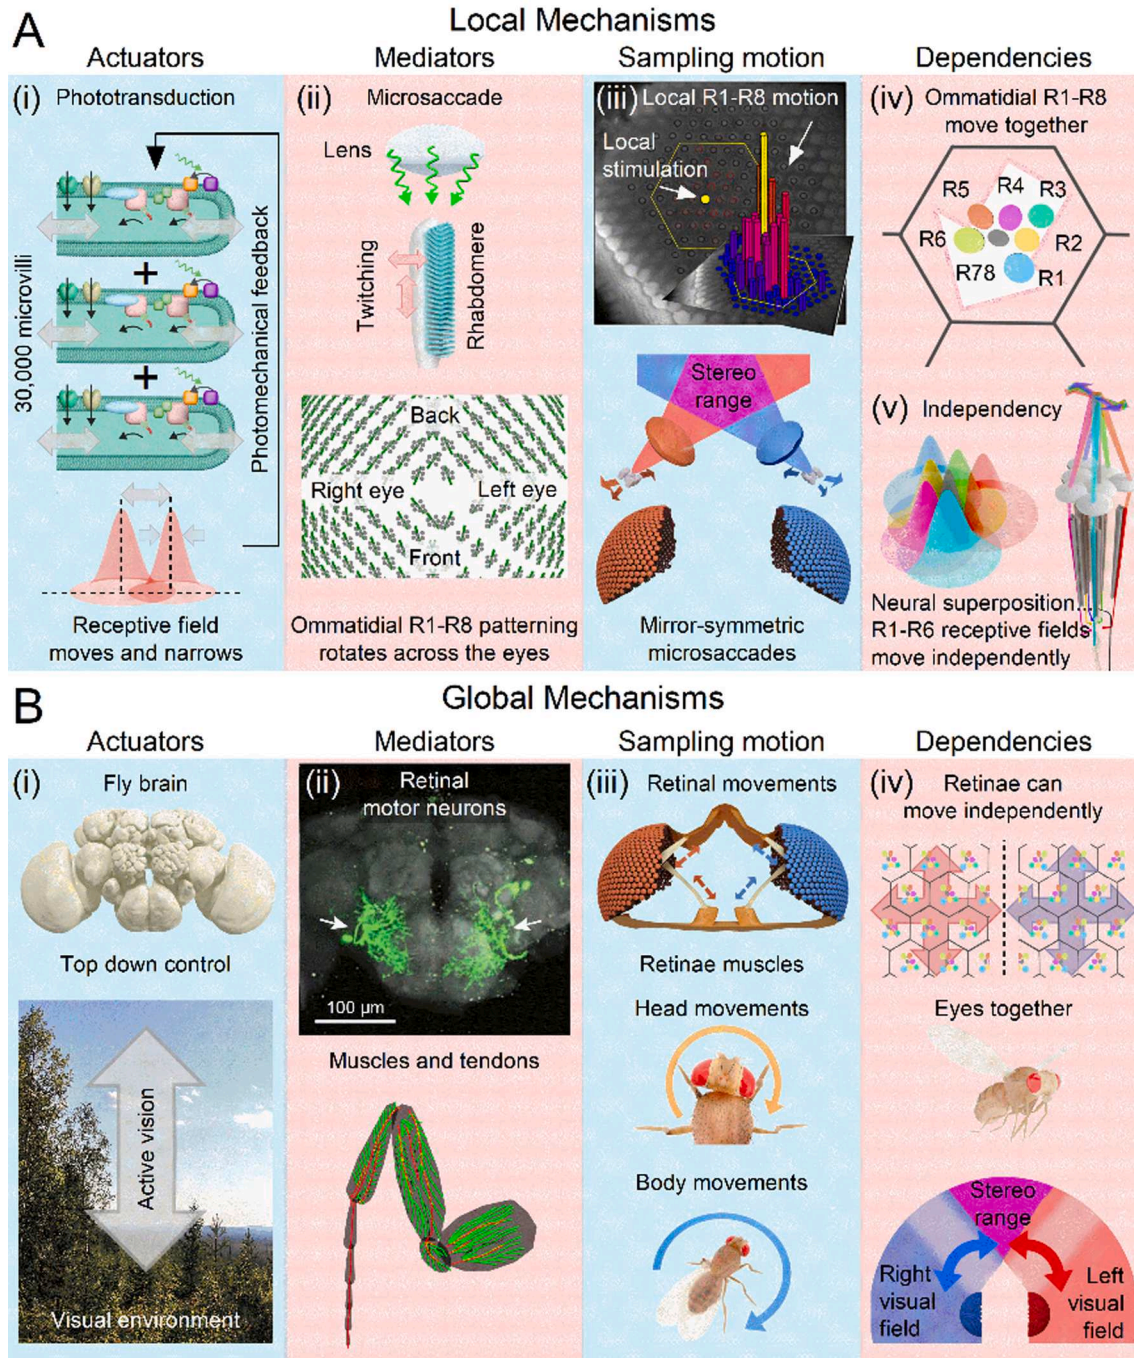 A
Local Mechanisms
Actuators
Mediators
Sampling motion
Dependencies
(i)
Phototransduction
30,000 microvilli
+
+
Photomechanical feedback
Receptive field
moves and narrows
(ii)
Microsaccade
Lens
Twitching
Rhabdomere
Back
Right eye
Left eye
Front
Ommatidial R1-R8 patterning
rotates across the eyes
(iii)
Local R1-R8 motion
Local
stimulation
Stereo
range
Mirror-symmetric
microsaccades
(iv)
Ommatidial R1-R8
move together
R5
R4
R3
R6
R2
R78
R1
(v)
Independency
Neural superposition...
R1-R6 receptive fields
move independently
B
Global Mechanisms
Actuators
Mediators
Sampling motion
Dependencies
(i)
Fly brain
Top down control
Active vision
Visual environment
(ii)
Retinal
motor neurons
100 µm
Muscles and tendons
(iii)
Retinal movements
Retinae muscles
Head movements
Body movements
(iv)
Retinae can
move independently
Eyes together
Stereo
range
Right
visual
field
Left
visual
field